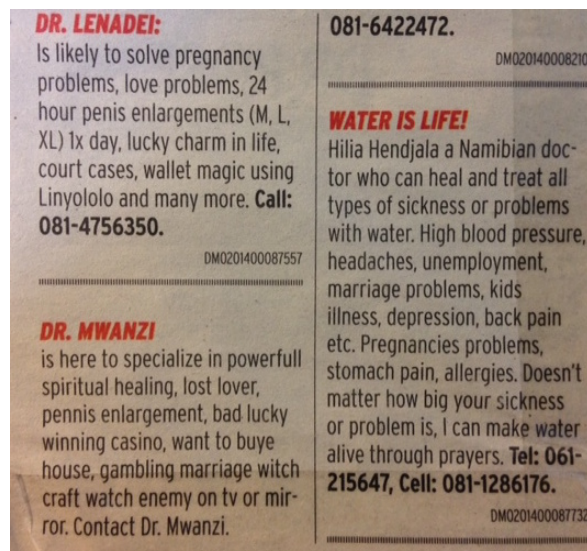 DR. LENADEI:
Is likely to solve pregnancy
problems, love problems, 24
hour penis enlargements (M, L,
XL) 1x day, lucky charm in life,
court cases, wallet magic using
Linyololo and many more. Call:
081-4756350.
DM0201400087557
DR. MWANZI
is here to specialize in powerfull
spiritual healing, lost lover,
pennis enlargement, bad lucky
winning casino, want to buye
house, gambling marriage witch
craft watch enemy on tv or mir-
ror. Contact Dr. Mwanzi.
081-6422472.
DM0201400008210
WATER IS LIFE!
Hilia Hendjala a Namibian doc-
tor who can heal and treat all
types of sickness or problems
with water. High blood pressure,
headaches, unemployment,
marriage problems, kids
illness, depression, back pain
etc. Pregnancies problems,
stomach pain, allergies. Doesn't
matter how big your sickness
or problem is, I can make water
alive through prayers. Tel: 061-
215647, Cell: 081-1286176.
DM0201400087732